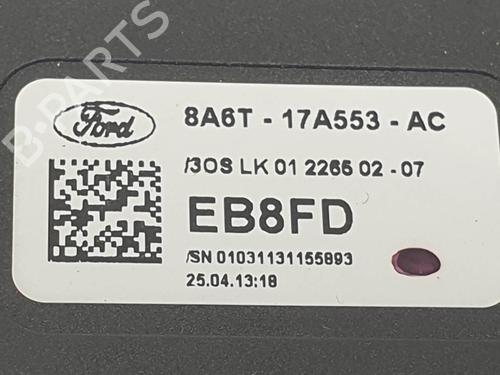 B-PARTS
Ford
8A6T - 17A553 - AC
/3OS LK 01 2265 02 - 07
EB8FD
/SN 01031131155893
25.04.13:18